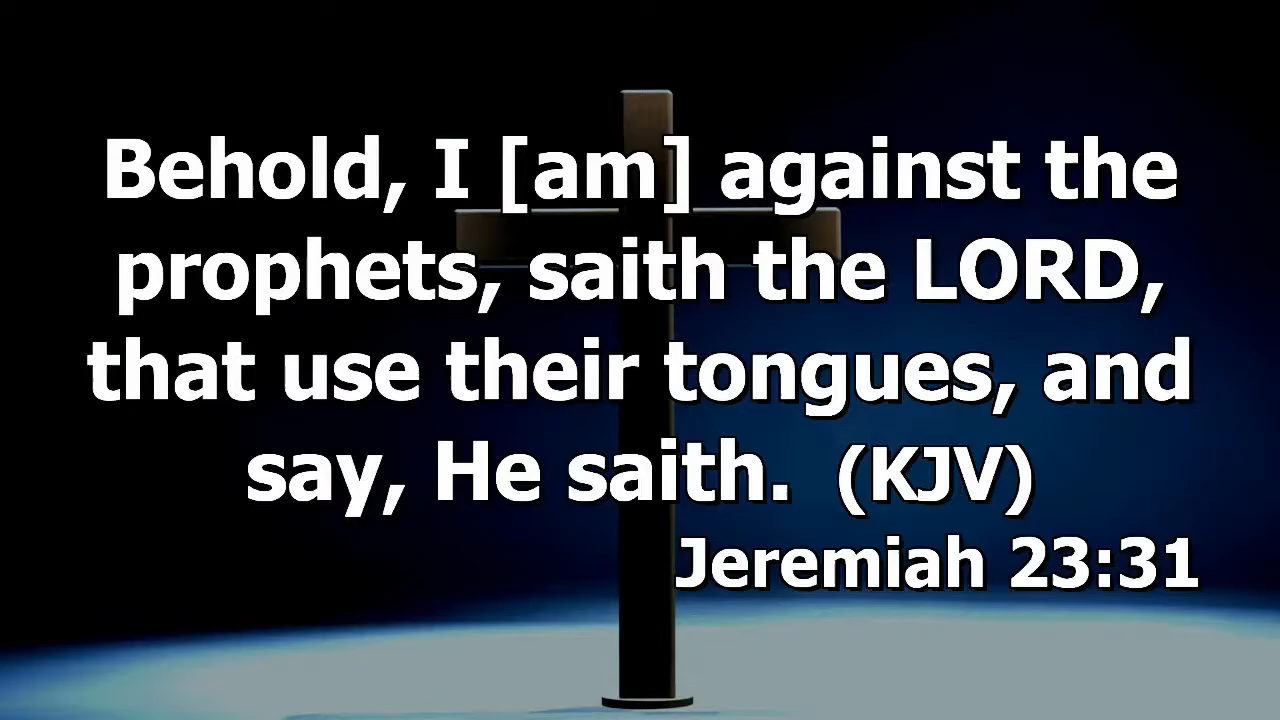 Behold, I [am] against the
prophets, saith the LORD,
that use their tongues, and
say, He saith.  (KJV)
Jeremiah 23:31